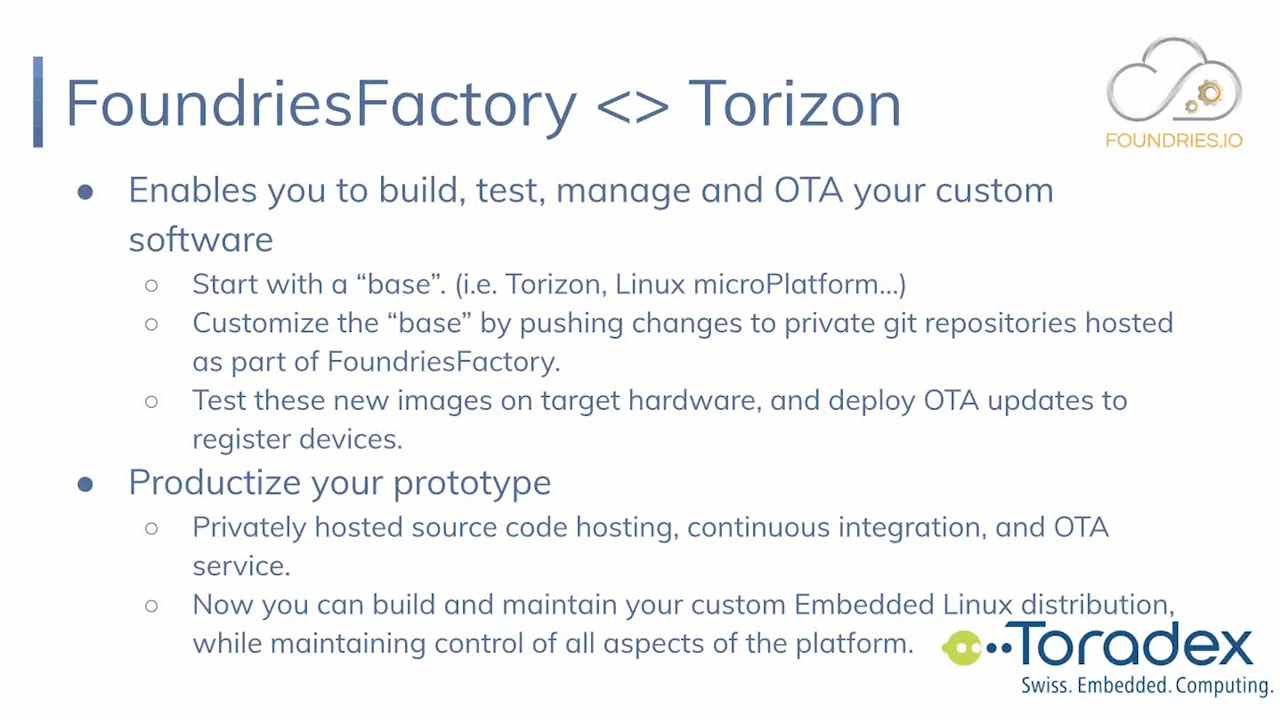 FoundriesFactory <> Torizon
FOUNDRIES.IO
● Enables you to build, test, manage and OTA your custom
software
○ Start with a “base”. (i.e. Torizon, Linux microPlatform...)
○ Customize the “base” by pushing changes to private git repositories hosted
as part of FoundriesFactory.
○ Test these new images on target hardware, and deploy OTA updates to
register devices.
● Productize your prototype
○ Privately hosted source code hosting, continuous integration, and OTA
service.
○ Now you can build and maintain your custom Embedded Linux distribution,
while maintaining control of all aspects of the platform.
Toradex
Swiss. Embedded. Computing.